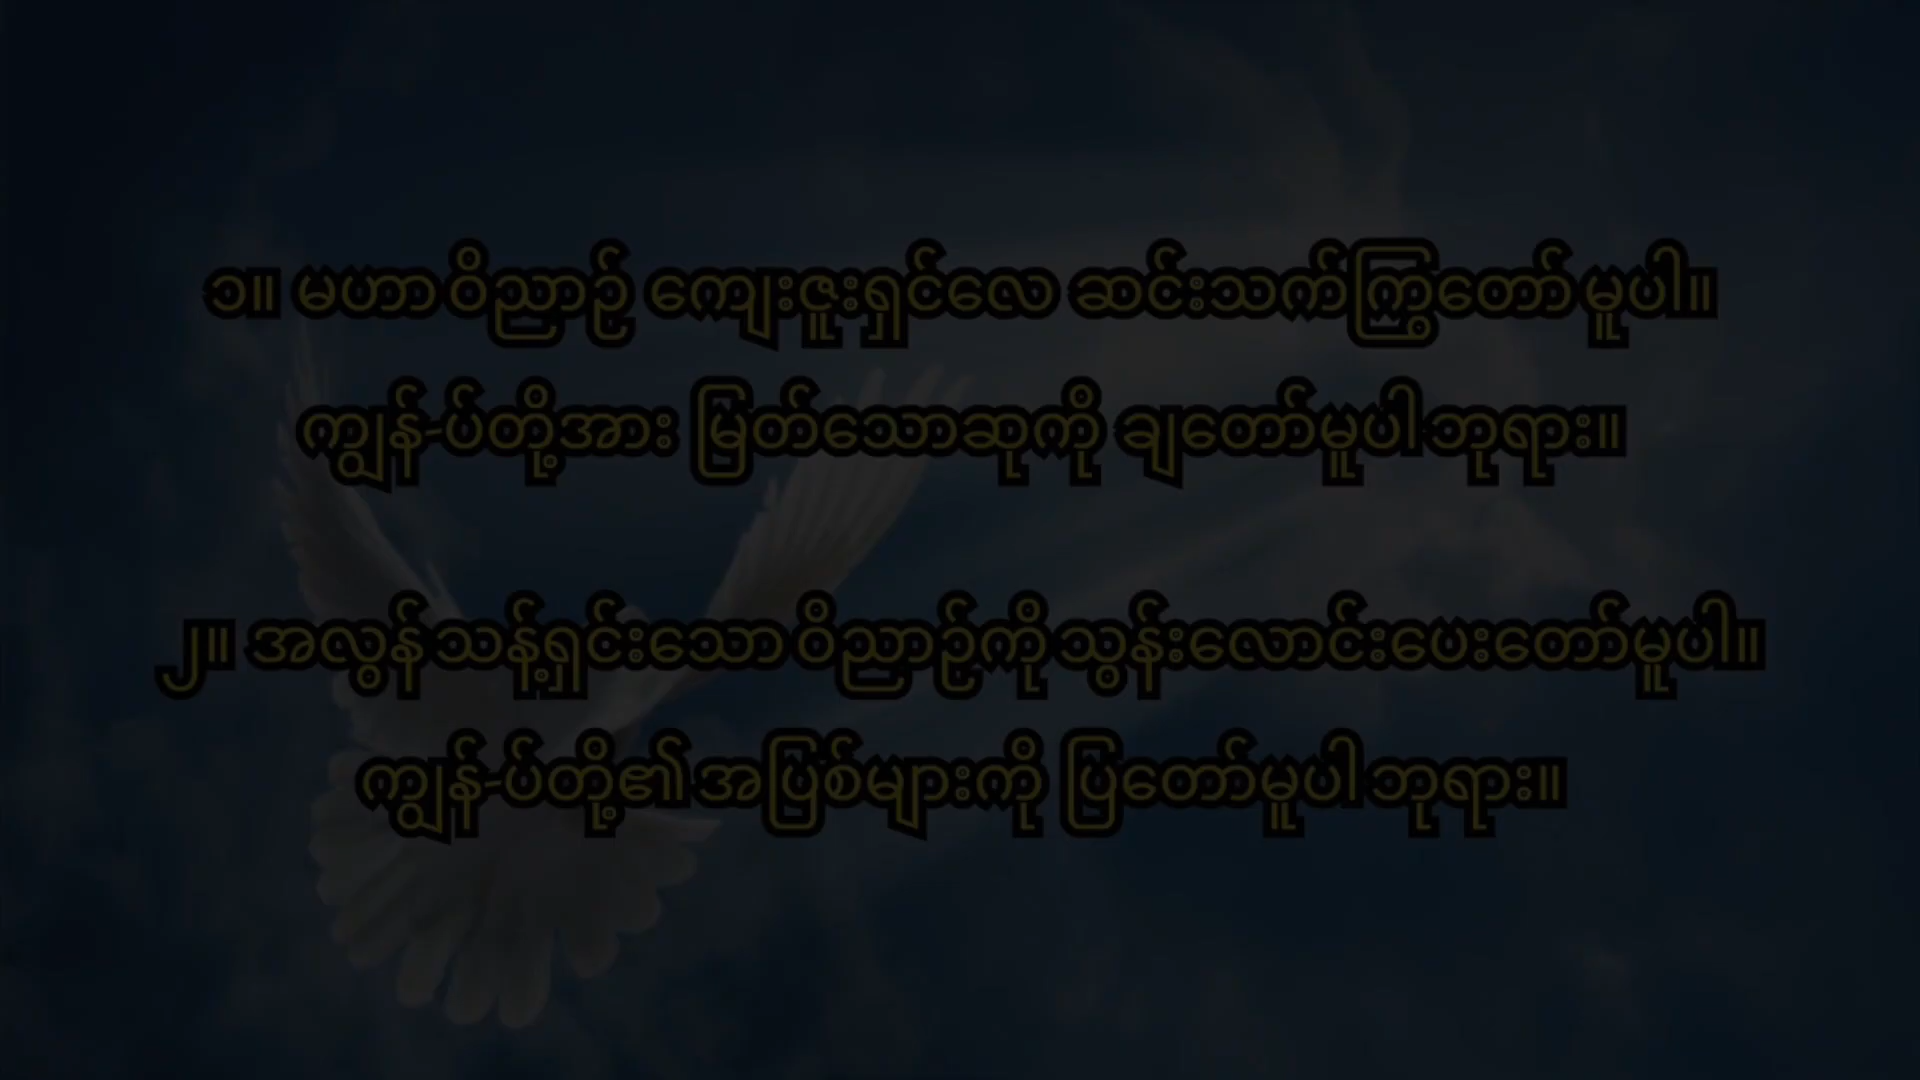 ၁။ မဟာဝိညာဉ် ကျေးဇူးရှင်လေ ဆင်းသက်ကြွတော်မူပါ။
ကျွန်-ပ်တို့အား မြတ်သောဆုကို ချတော်မူပါဘုရား။
၂။ အလွန်သန့်ရှင်းသောဝိညာဉ်ကိုသွန်းလောင်းပေးတော်မူပါ။
ကျွန်-ပ်တို့၏အပြစ်များကို ပြတော်မူပါဘုရား။